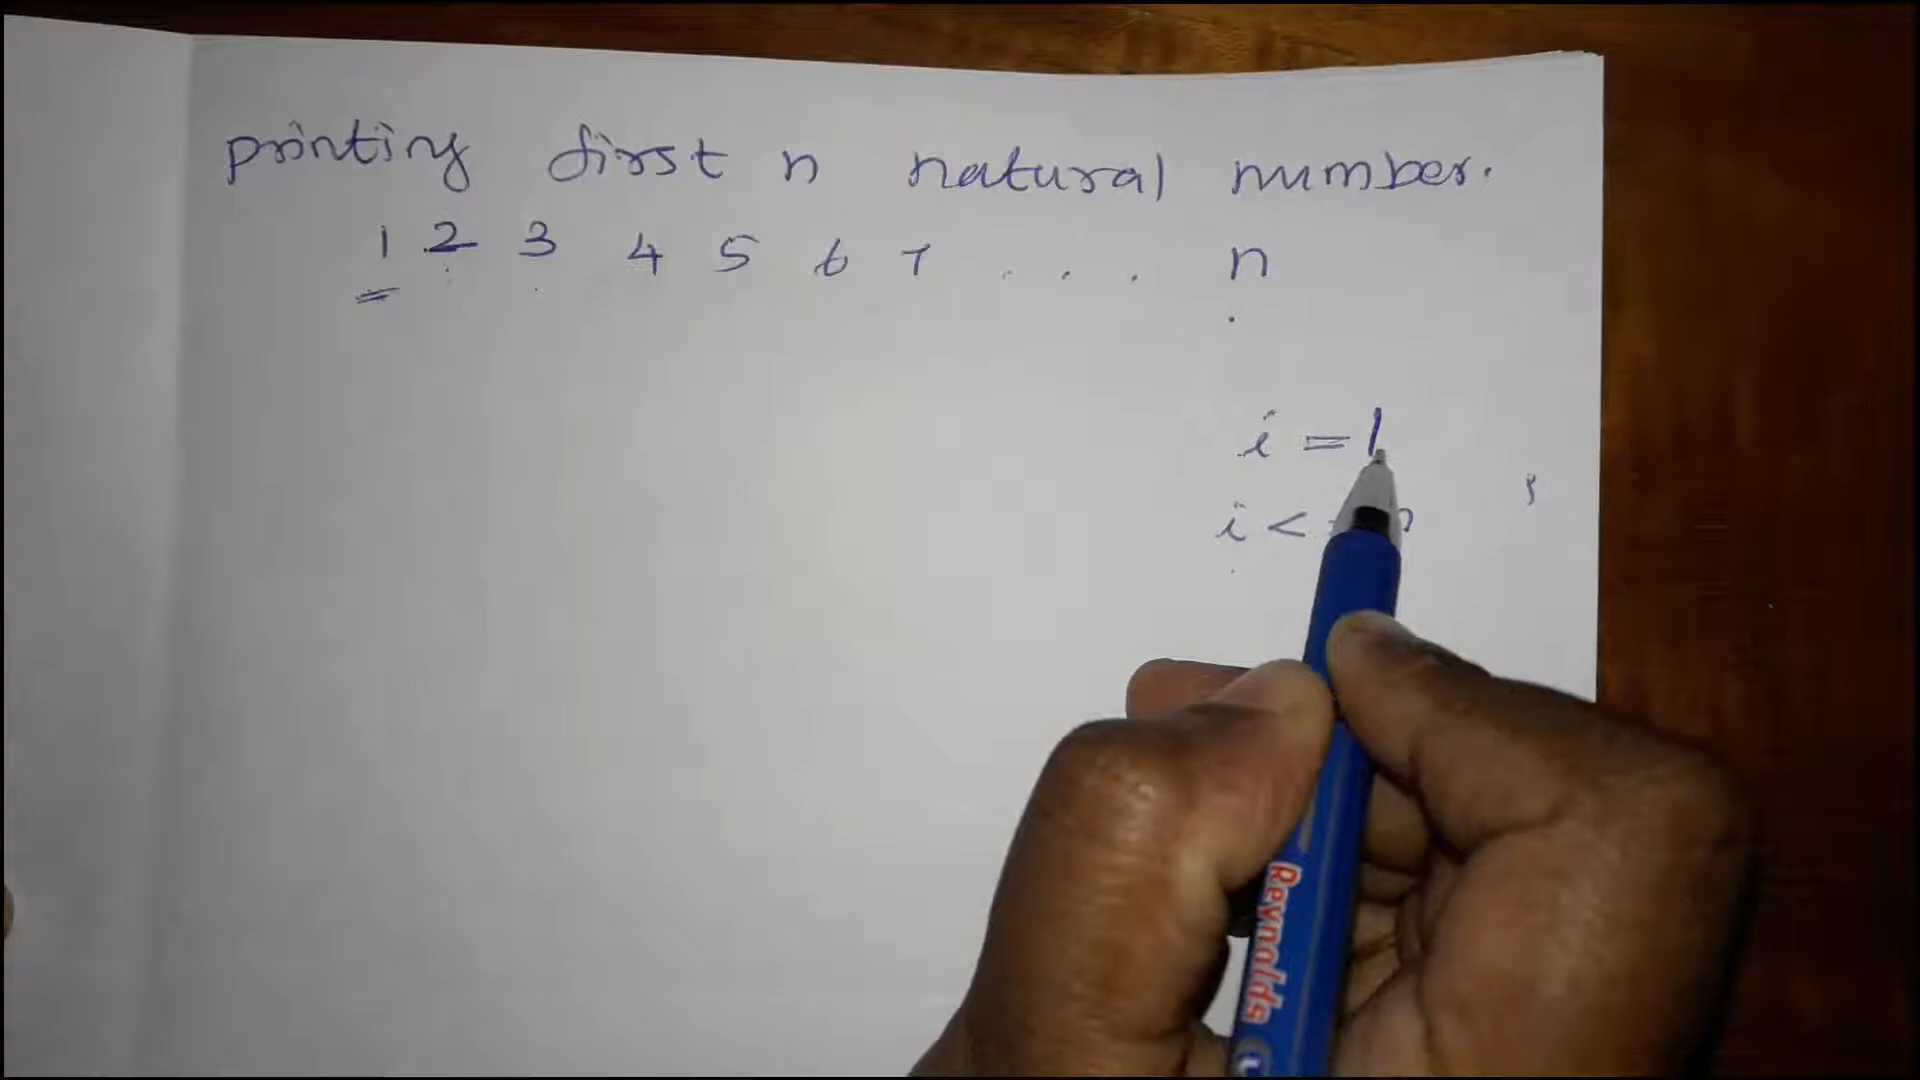 printing first n natural number.
1 2 3 4 5 6 7 . . . n
i = 1
i <
Reynolds